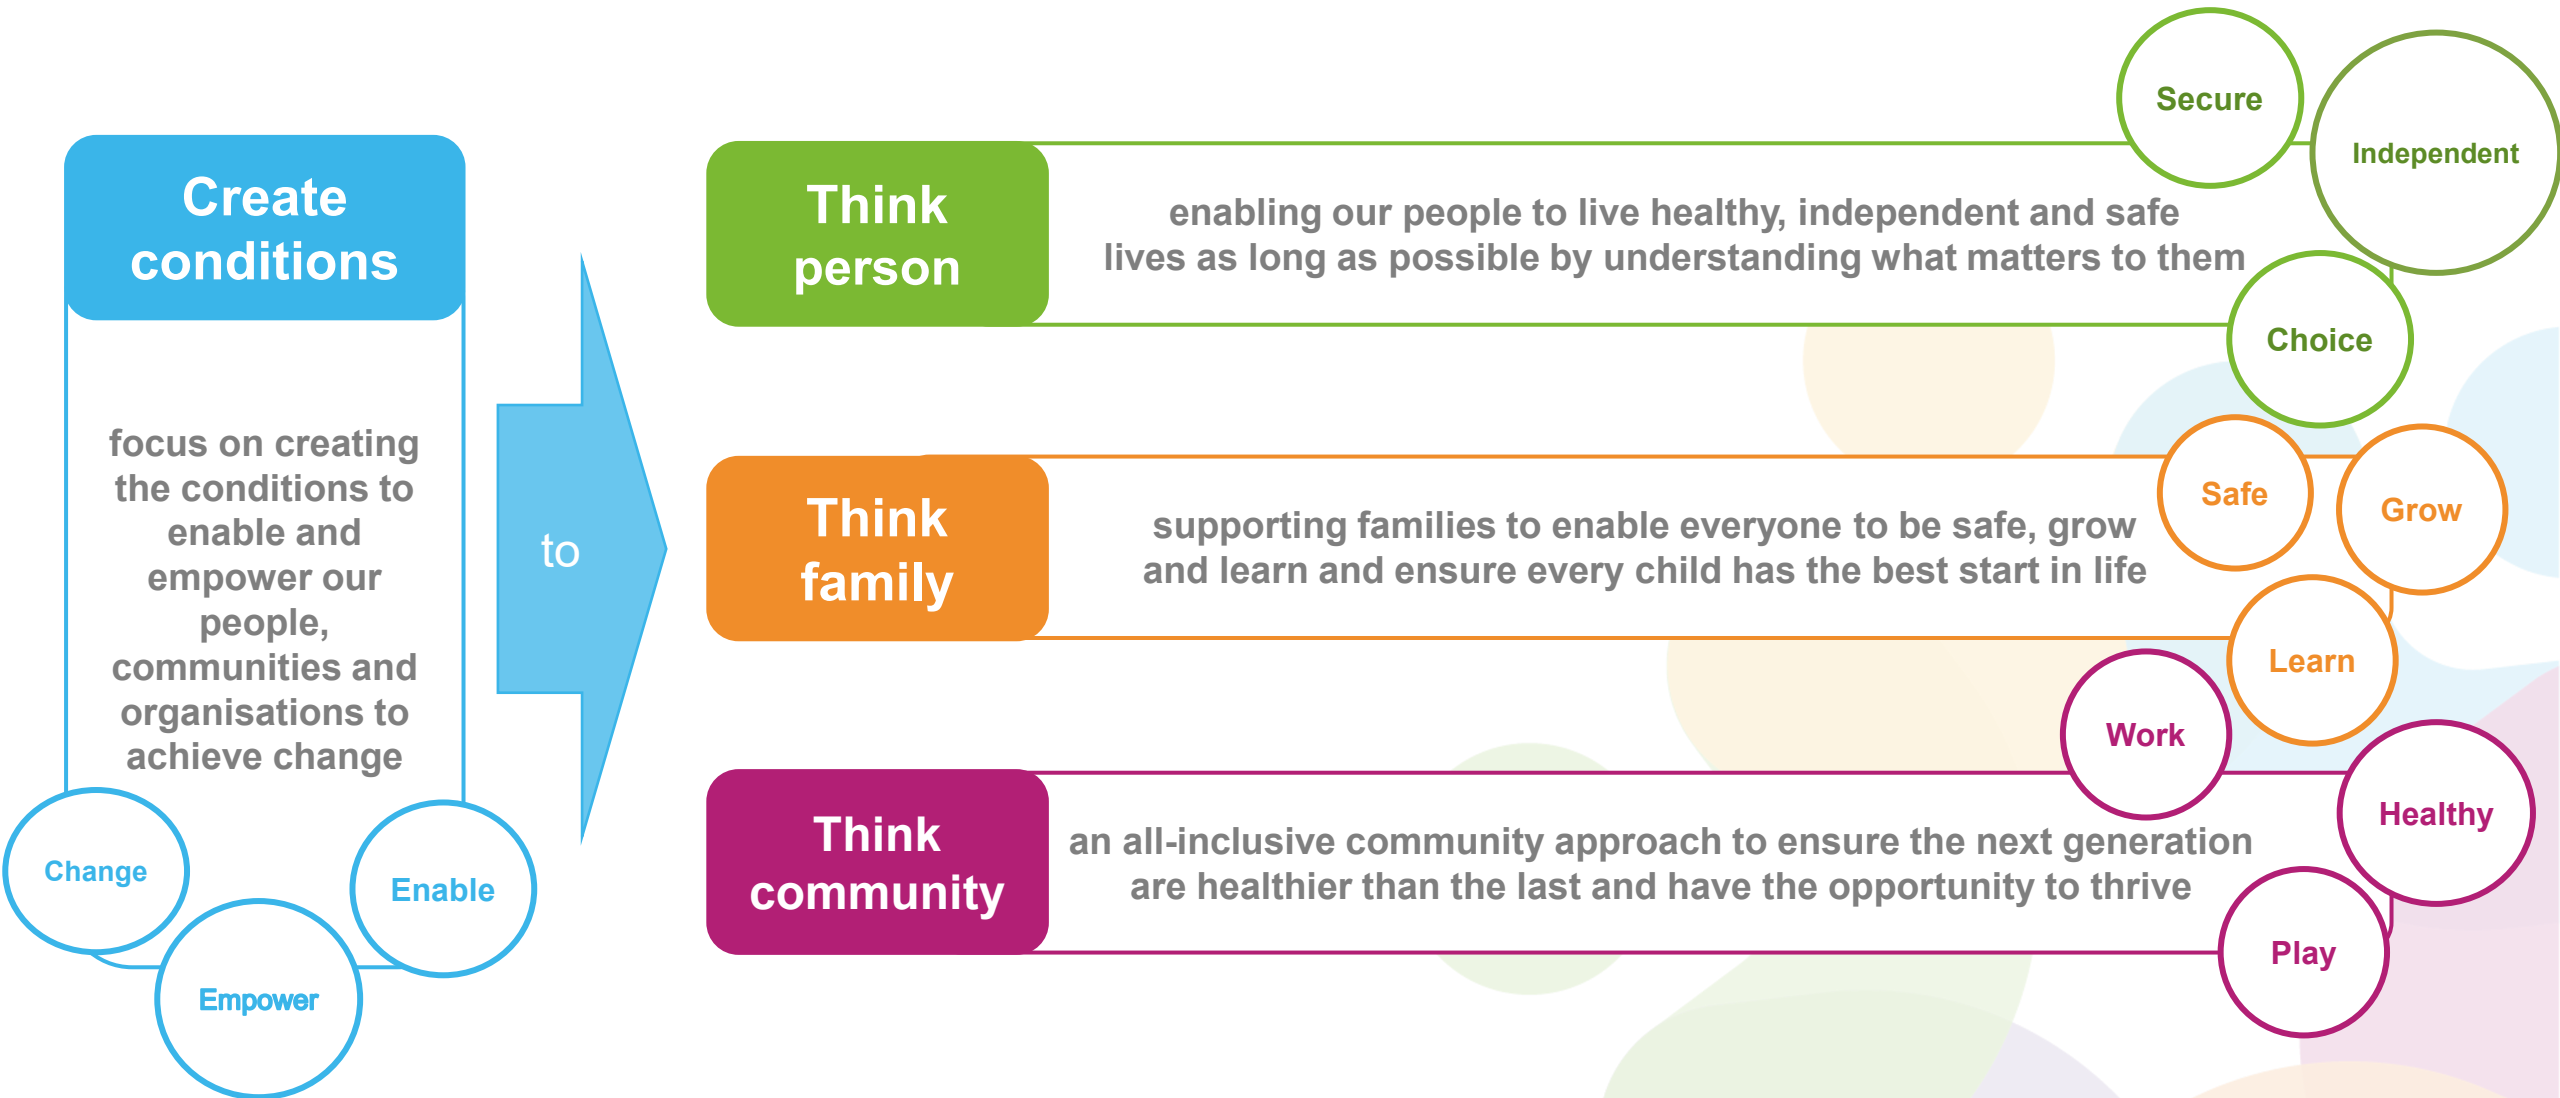 Create
conditions
focus on creating
the conditions to
enable and
empower our
people,
communities and
organisations to
achieve change
Change
Empower
Enable
to
Think
person
enabling our people to live healthy, independent and safe
lives as long as possible by understanding what matters to them
Secure
Independent
Choice
Think
family
supporting families to enable everyone to be safe, grow
and learn and ensure every child has the best start in life
Safe
Grow
Learn
Think
community
an all-inclusive community approach to ensure the next generation
are healthier than the last and have the opportunity to thrive
Work
Healthy
Play